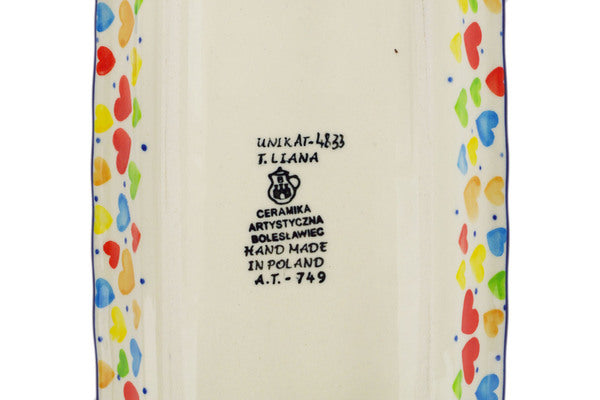 UNIKAT-4833
T. LIANA
B
CERAMIKA
ARTYSTYCZNA
BOLESŁAWIEC
HAND MADE
IN POLAND
A.T.-749